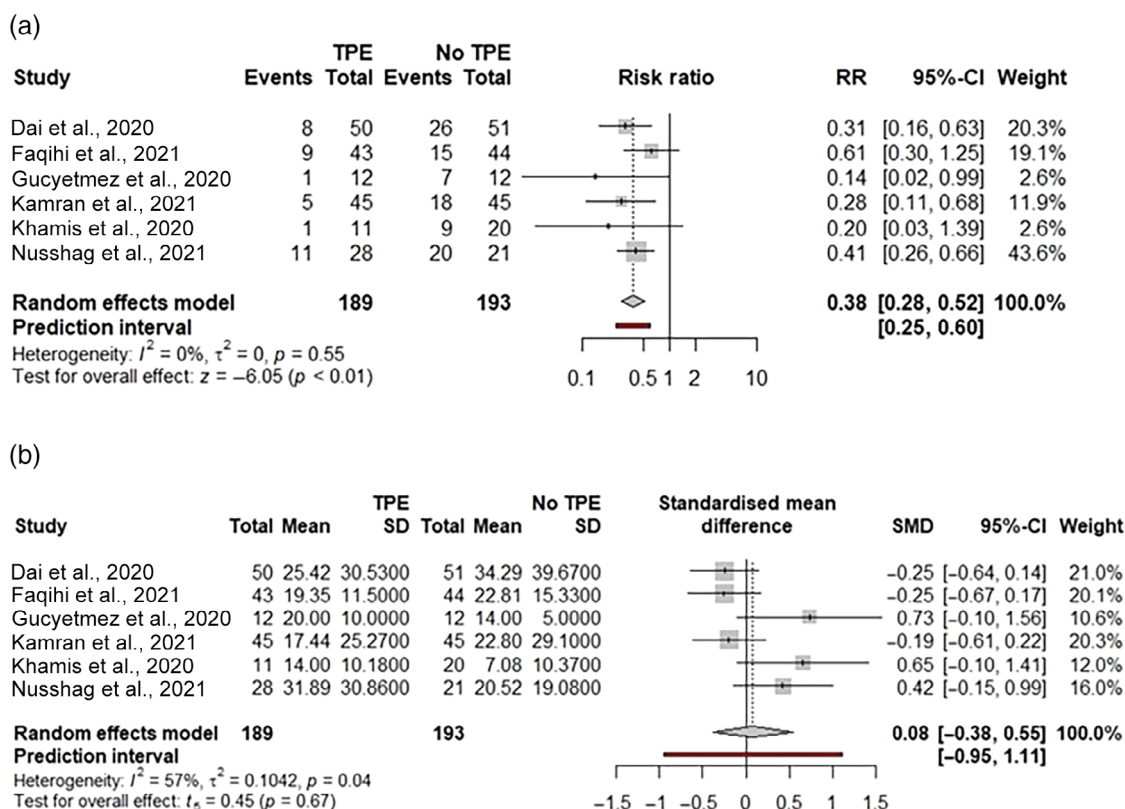 (a)
TPE No TPE
Study Events Total Events Total Risk ratio RR 95%-CI Weight
Dai et al., 2020 8 50 26 51 0.31 [0.16, 0.63] 20.3%
Faqihi et al., 2021 9 43 15 44 0.61 [0.30, 1.25] 19.1%
Gucyetmez et al., 2020 1 12 7 12 0.14 [0.02, 0.99] 2.6%
Kamran et al., 2021 5 45 18 45 0.28 [0.11, 0.68] 11.9%
Khamis et al., 2020 1 11 9 20 0.20 [0.03, 1.39] 2.6%
Nusshag et al., 2021 11 28 20 21 0.41 [0.26, 0.66] 43.6%
Random effects model 189 193 0.38 [0.28, 0.52] 100.0%
Prediction interval [0.25, 0.60]
Heterogeneity: I² = 0%, τ² = 0, p = 0.55
Test for overall effect: z = −6.05 (p < 0.01)
0.1 0.5 1 2 10
(b)
TPE No TPE Standardised mean
Study Total Mean SD Total Mean SD difference SMD 95%-CI Weight
Dai et al., 2020 50 25.42 30.5300 51 34.29 39.6700 −0.25 [−0.64, 0.14] 21.0%
Faqihi et al., 2021 43 19.35 11.5000 44 22.81 15.3300 −0.25 [−0.67, 0.17] 20.1%
Gucyetmez et al., 2020 12 20.00 10.0000 12 14.00 5.0000 0.73 [−0.10, 1.56] 10.6%
Kamran et al., 2021 45 17.44 25.2700 45 22.80 29.1000 −0.19 [−0.61, 0.22] 20.3%
Khamis et al., 2020 11 14.00 10.1800 20 7.08 10.3700 0.65 [−0.10, 1.41] 12.0%
Nusshag et al., 2021 28 31.89 30.8600 21 20.52 19.0800 0.42 [−0.15, 0.99] 16.0%
Random effects model 189 193 0.08 [−0.38, 0.55] 100.0%
Prediction interval [−0.95, 1.11]
Heterogeneity: I² = 57%, τ² = 0.1042, p = 0.04
Test for overall effect: t₅ = 0.45 (p = 0.67)
−1.5 −1 −0.5 0 0.5 1 1.5